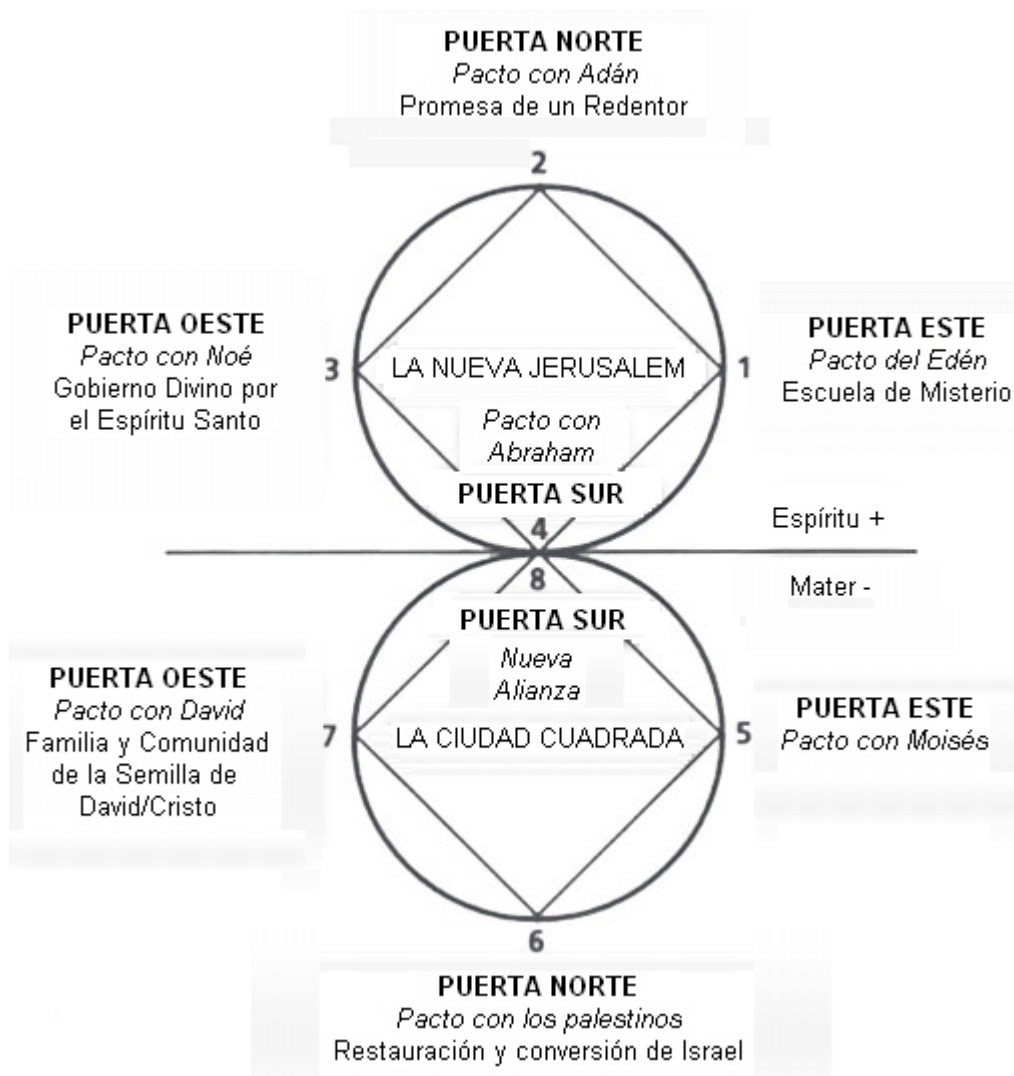 PUERTA NORTE
Pacto con Adán
Promesa de un Redentor
2
PUERTA OESTE
Pacto con Noé
Gobierno Divino por
el Espíritu Santo
3
LA NUEVA JERUSALEM
1
PUERTA ESTE
Pacto del Edén
Escuela de Misterio
Pacto con
Abraham
PUERTA SUR
4
Espíritu +
8
Mater -
PUERTA SUR
Nueva
Alianza
PUERTA OESTE
Pacto con David
Familia y Comunidad
de la Semilla de
David/Cristo
7
LA CIUDAD CUADRADA
5
PUERTA ESTE
Pacto con Moisés
6
PUERTA NORTE
Pacto con los palestinos
Restauración y conversión de Israel